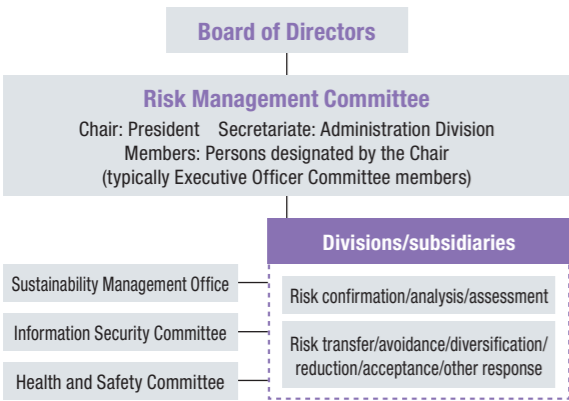 Board of Directors
Risk Management Committee
Chair: President Secretariate: Administration Division
Members: Persons designated by the Chair
(typically Executive Officer Committee members)
Divisions/subsidiaries
Sustainability Management Office
Information Security Committee
Health and Safety Committee
Risk confirmation/analysis/assessment
Risk transfer/avoidance/diversification/
reduction/acceptance/other response